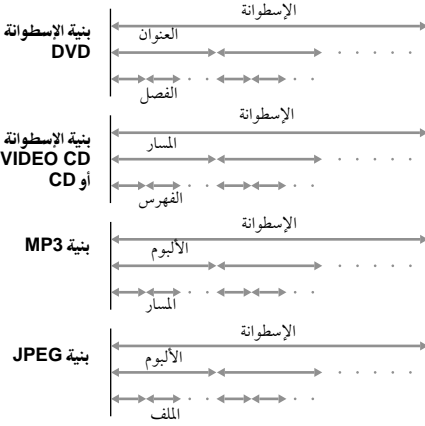 الإسطوانة
بنية الإسطوانة
DVD
العنوان
الفصل
الإسطوانة
بنية الإسطوانة
VIDEO CD
أو CD
المسار
الفهرس
الإسطوانة
بنية MP3
الألبوم
المسار
الإسطوانة
بنية JPEG
الألبوم
الملف